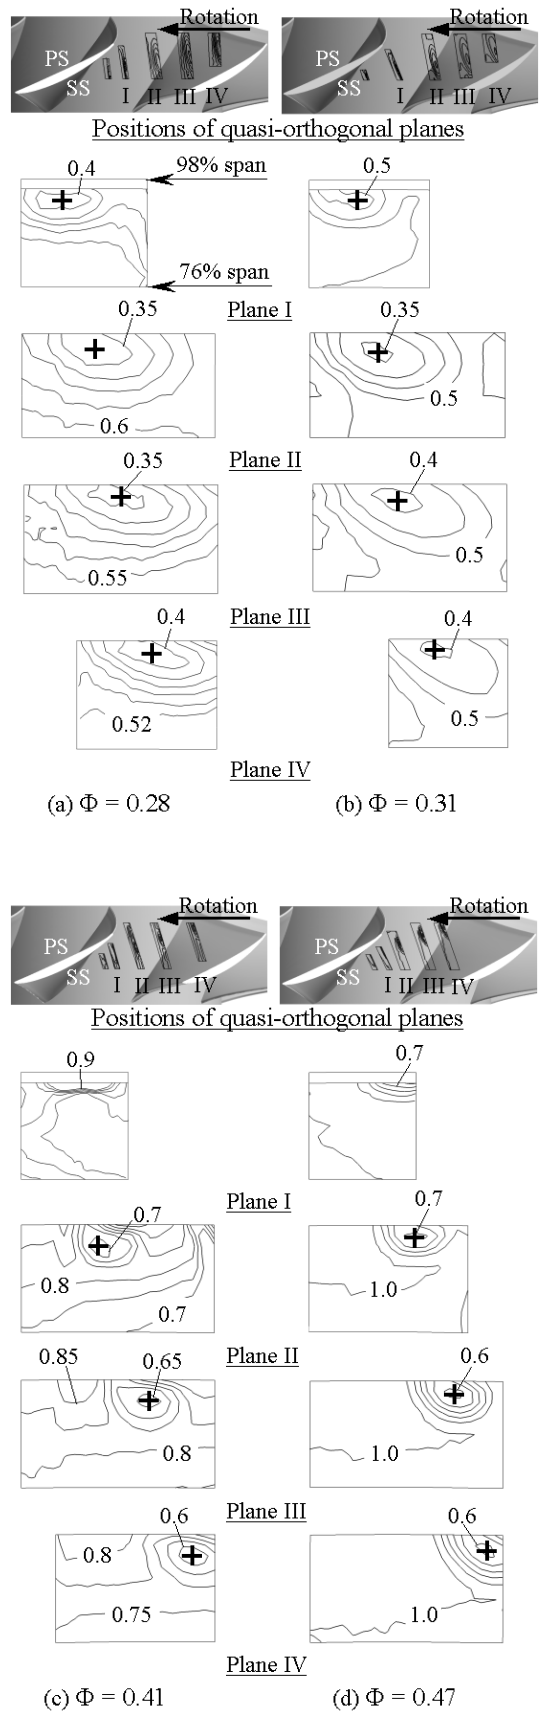 Rotation Rotation
PS PS
SS SS
I II III IV I II III IV
Positions of quasi-orthogonal planes
0.4 98% span 0.5
76% span
Plane I
0.35 0.35
0.6 0.5
Plane II
0.35 0.4
0.55 0.5
Plane III
0.4 0.4
0.52 0.5
Plane IV
(a) Φ = 0.28 (b) Φ = 0.31
Rotation Rotation
PS PS
SS SS
I II III IV I II III IV
Positions of quasi-orthogonal planes
0.9 0.7
Plane I
0.7 0.7
0.8 1.0
0.7
Plane II
0.85 0.65 0.6
0.8 1.0
Plane III
0.6 0.6
0.8
0.75 1.0
Plane IV
(c) Φ = 0.41 (d) Φ = 0.47